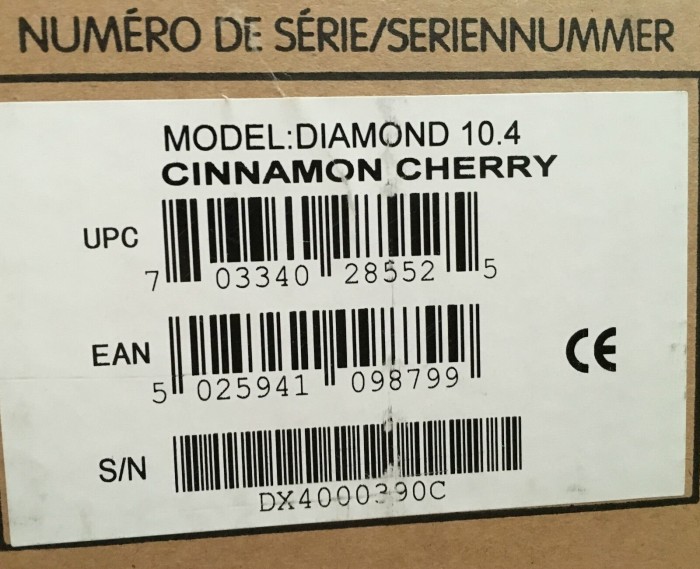 NUMÉRO DE SÉRIE/SERIENNUMMER
MODEL:DIAMOND 10.4
CINNAMON CHERRY
UPC
7 03340 28552 5
EAN
5 025941 098799
CE
S/N
DX4000390C